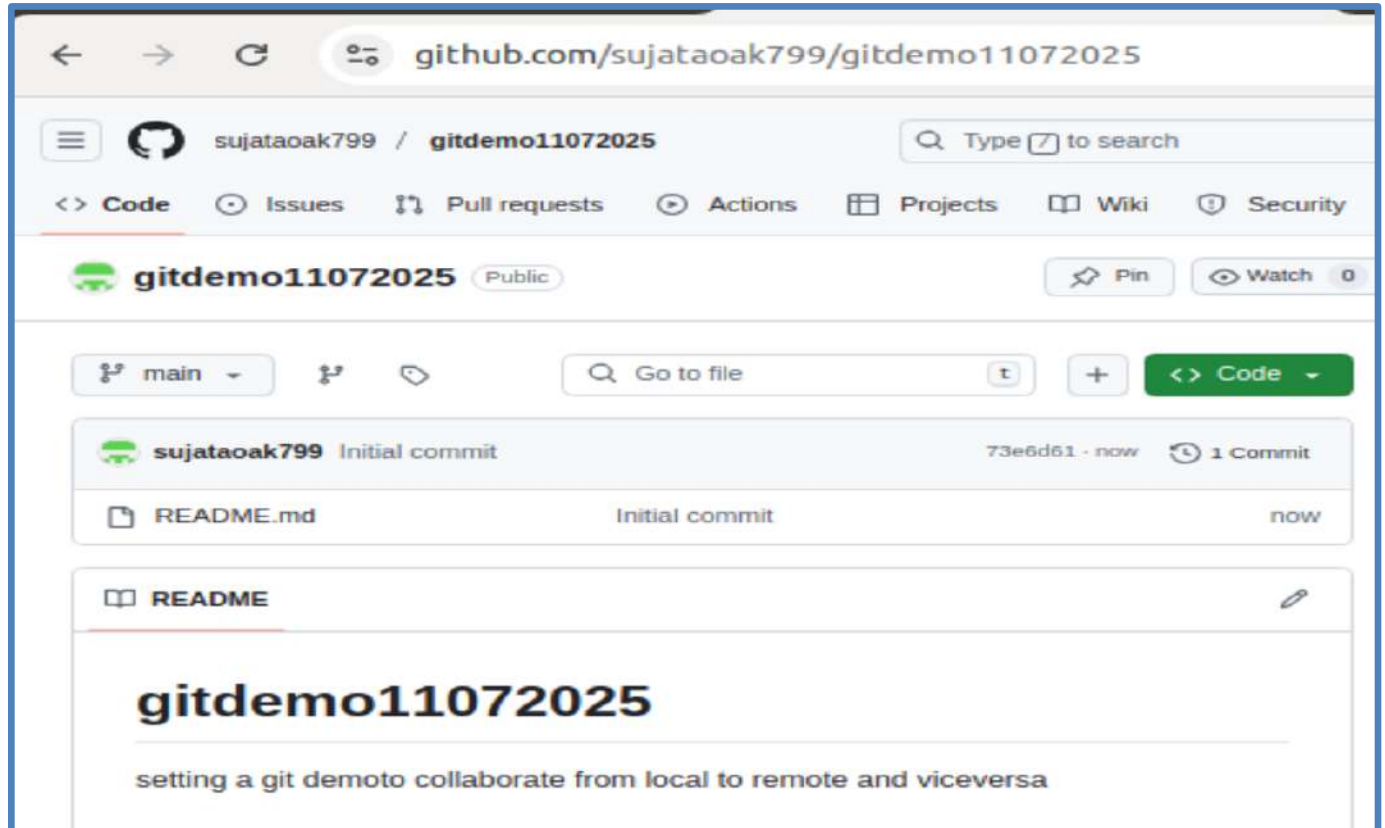 github.com/sujataoak799/gitdemo11072025
sujataoak799 / gitdemo11072025 Type / to search
<> Code Issues Pull requests Actions Projects Wiki Security
gitdemo11072025 Public Pin Watch 0
main Go to file t + <> Code
sujataoak799 Initial commit 73e6d61 · now 1 Commit
README.md Initial commit now
README
gitdemo11072025
setting a git demoto collaborate from local to remote and viceversa